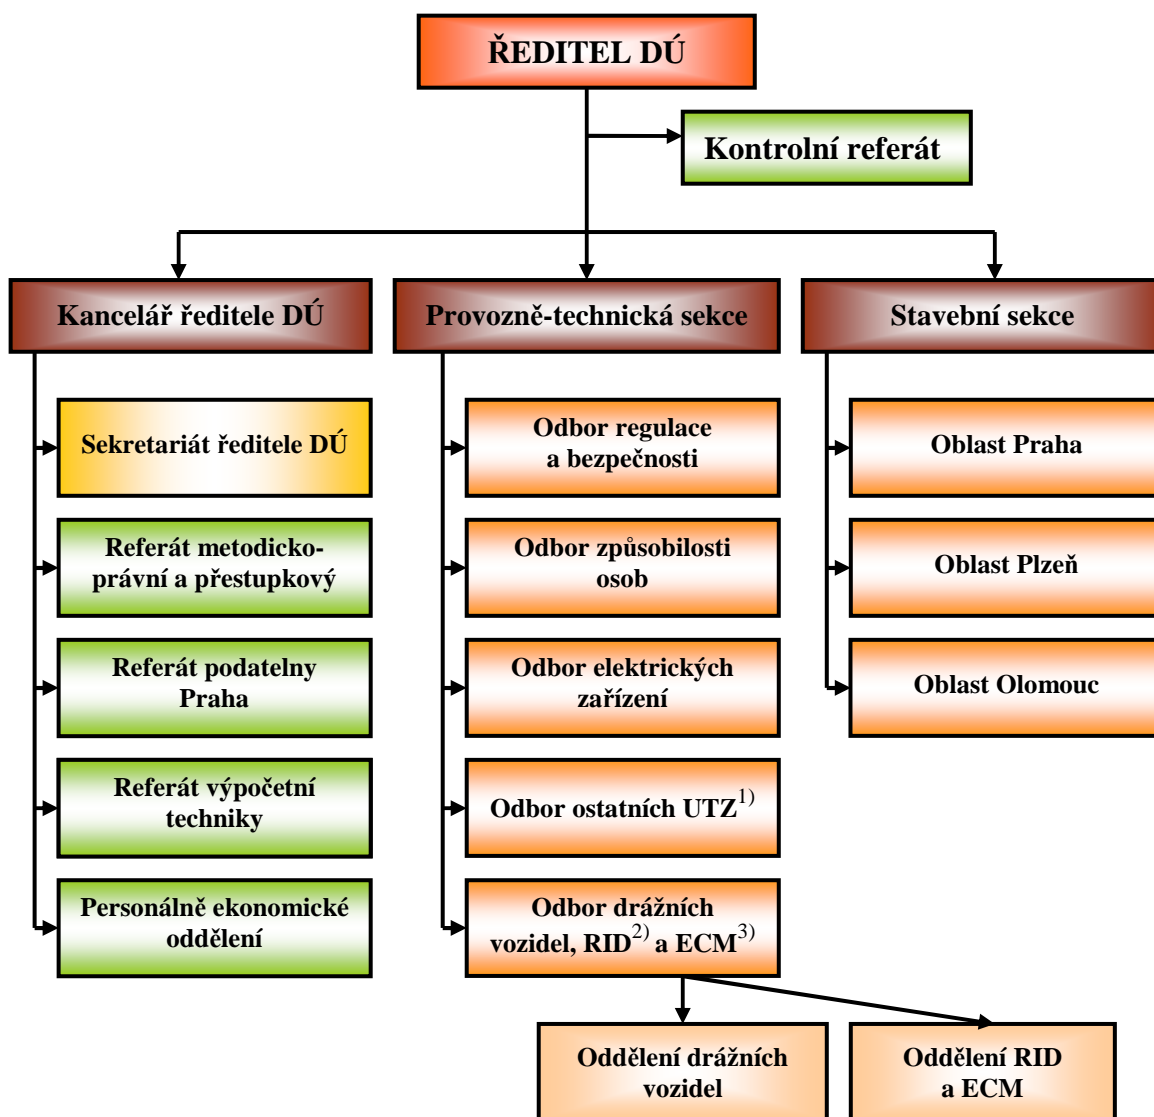 ŘEDITEL DÚ
Kontrolní referát
Kancelář ředitele DÚ
Provozně-technická sekce
Stavební sekce
Sekretariát ředitele DÚ
Odbor regulace
a bezpečnosti
Oblast Praha
Referát metodicko-
právní a přestupkový
Odbor způsobilosti
osob
Oblast Plzeň
Referát podatelny
Praha
Odbor elektrických
zařízení
Oblast Olomouc
Referát výpočetní
techniky
Odbor ostatních UTZ1)
Personálně ekonomické
oddělení
Odbor drážních
vozidel, RID2) a ECM3)
Oddělení drážních
vozidel
Oddělení RID
a ECM